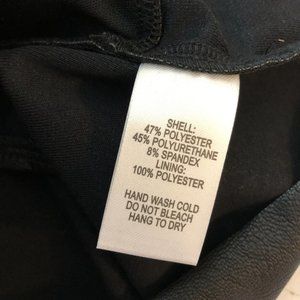 SHELL:
47% POLYESTER
45% POLYURETHANE
8% SPANDEX
LINING:
100% POLYESTER
HAND WASH COLD
DO NOT BLEACH
HANG TO DRY